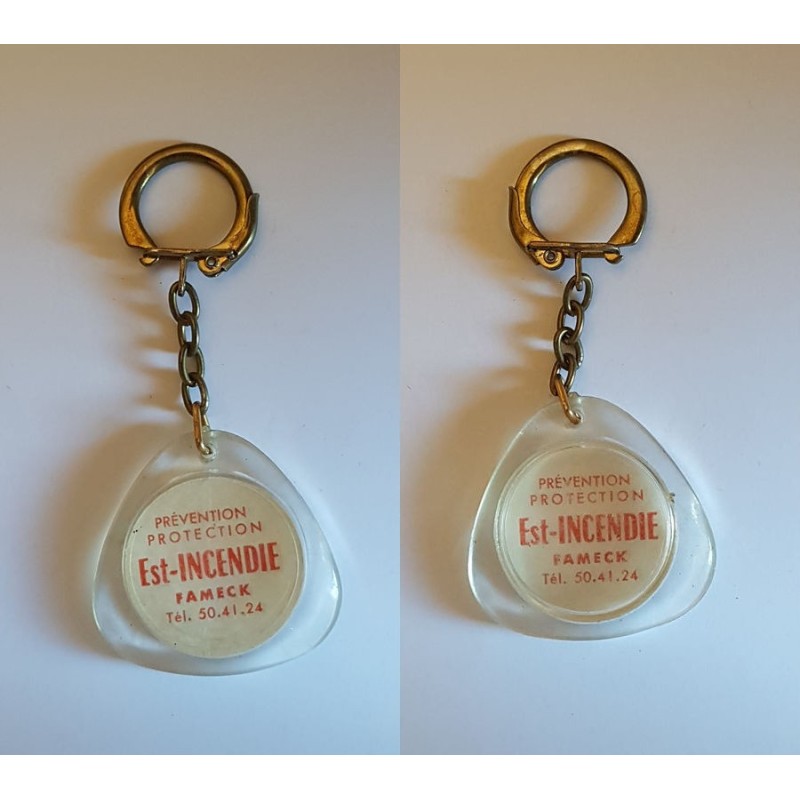 PRÉVENTION
PROTECTION
Est-INCENDIE
FAMECK
Tél. 50.41.24
PRÉVENTION
PROTECTION
Est-INCENDIE
FAMECK
Tél. 50.41.24